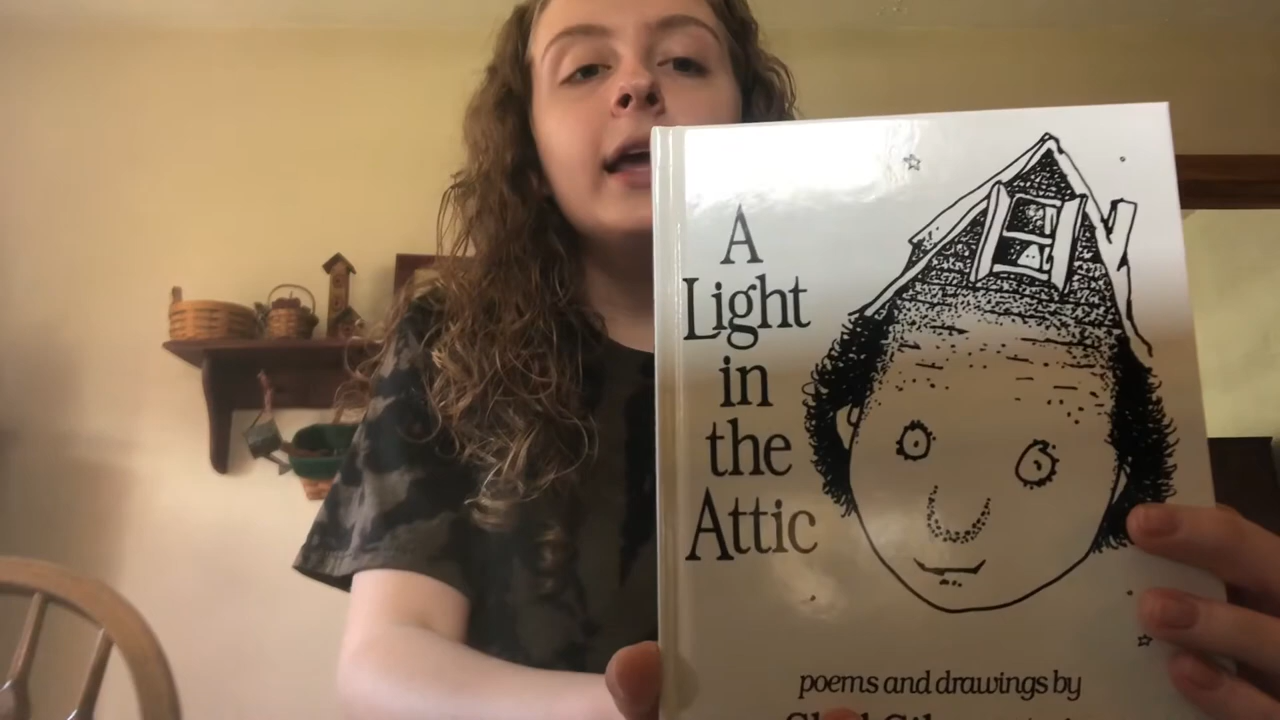 A
Light
in
the
Attic
poems and drawings by